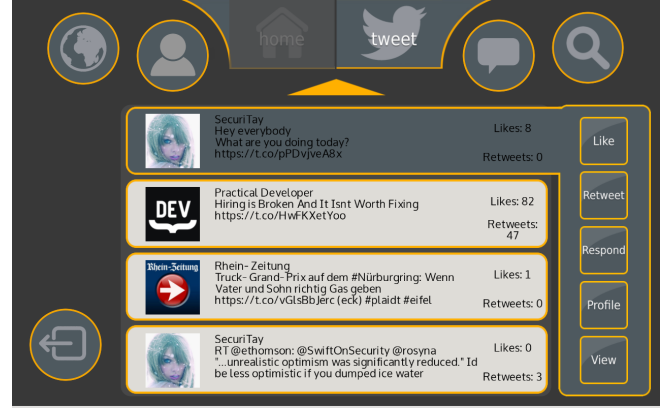 home
tweet
SecuriTay
Hey everybody
What are you doing today?
https://t.co/pPDvjveA8x
Likes: 8
Retweets: 0
DEV
Practical Developer
Hiring is Broken And It Isnt Worth Fixing
https://t.co/HwFKXetYoo
Likes: 82
Retweets:
47
Rhein-Zeitung
Rhein-Zeitung
Truck-Grand-Prix auf dem #Nürburgring: Wenn
Vater und Sohn richtig Gas geben
https://t.co/vGlsBbJerc (eck) #plaidt #eifel
Likes: 1
Retweets: 0
SecuriTay
RT @ethomson: @SwiftOnSecurity @rosyna
"...unrealistic optimism was significantly reduced." Id
be less optimistic if you dumped ice water
Likes: 0
Retweets: 3
Like
Retweet
Respond
Profile
View